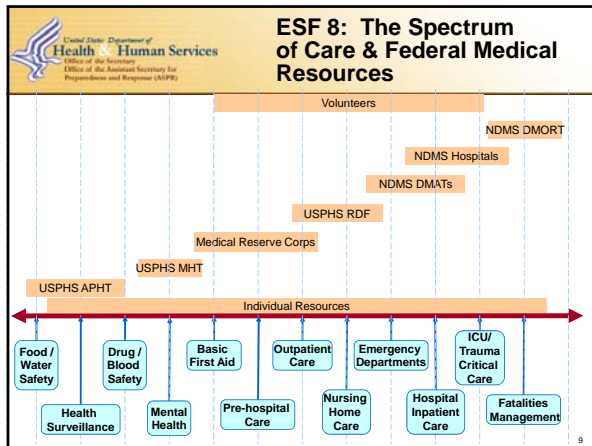 United States Department of
Health & Human Services
Office of the Secretary
Office of the Assistant Secretary for
Preparedness and Response (ASPR)
ESF 8: The Spectrum
of Care & Federal Medical
Resources
Volunteers
NDMS DMORT
NDMS Hospitals
NDMS DMATs
USPHS RDF
Medical Reserve Corps
USPHS MHT
USPHS APHT
Individual Resources
Food /
Water
Safety
Health
Surveillance
Drug /
Blood
Safety
Mental
Health
Basic
First Aid
Pre-hospital
Care
Outpatient
Care
Nursing
Home
Care
Emergency
Departments
Hospital
Inpatient
Care
ICU/
Trauma
Critical
Care
Fatalities
Management
9